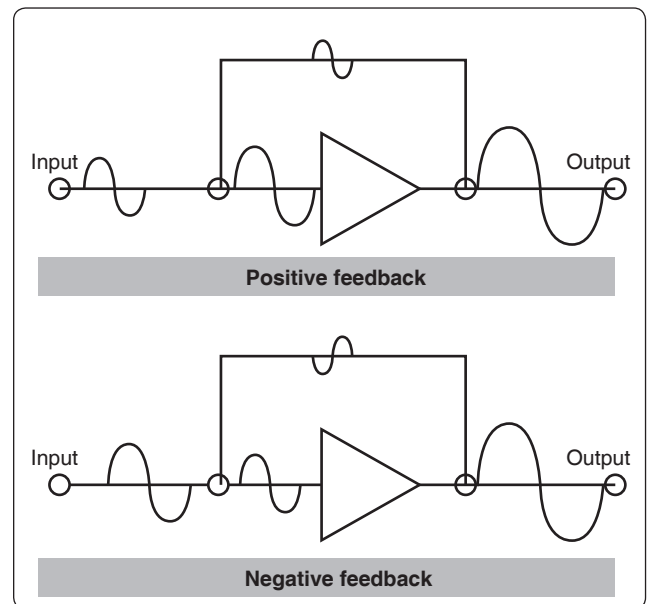 Input
Output
Positive feedback
Input
Output
Negative feedback